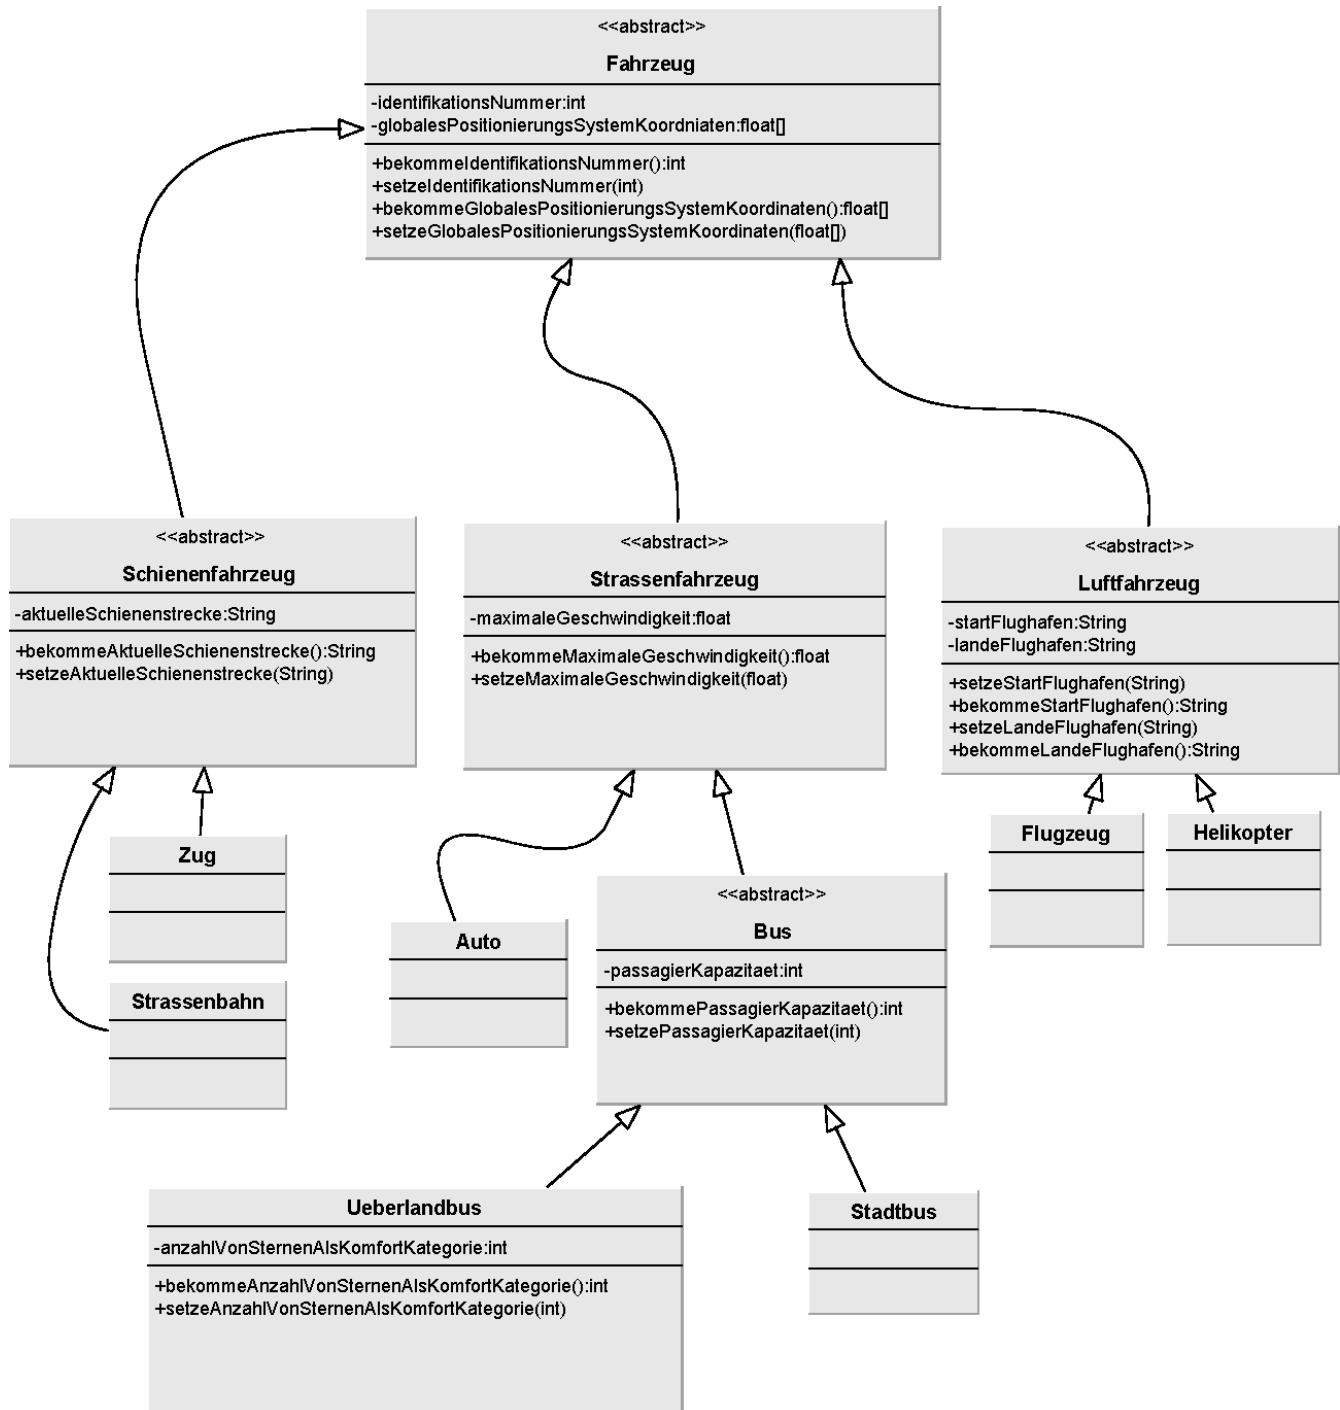 <<abstract>>
Fahrzeug
-identifikationsNummer:int
-globalesPositionierungsSystemKoordniaten:float[]
+bekommeIdentifikationsNummer():int
+setzeIdentifikationsNummer(int)
+bekommeGlobalesPositionierungsSystemKoordinaten():float[]
+setzeGlobalesPositionierungsSystemKoordinaten(float[])
<<abstract>>
Schienenfahrzeug
-aktuelleSchienenstrecke:String
+bekommeAktuelleSchienenstrecke():String
+setzeAktuelleSchienenstrecke(String)
<<abstract>>
Strassenfahrzeug
-maximaleGeschwindigkeit:float
+bekommeMaximaleGeschwindigkeit():float
+setzeMaximaleGeschwindigkeit(float)
<<abstract>>
Luftfahrzeug
-startFlughafen:String
-landeFlughafen:String
+setzeStartFlughafen(String)
+bekommeStartFlughafen():String
+setzeLandeFlughafen(String)
+bekommeLandeFlughafen():String
Zug
Strassenbahn
Auto
<<abstract>>
Bus
-passagierKapazitaet:int
+bekommePassagierKapazitaet():int
+setzePassagierKapazitaet(int)
Flugzeug
Helikopter
Ueberlandbus
-anzahlVonSternenAlsKomfortKategorie:int
+bekommeAnzahlVonSternenAlsKomfortKategorie():int
+setzeAnzahlVonSternenAlsKomfortKategorie(int)
Stadtbus